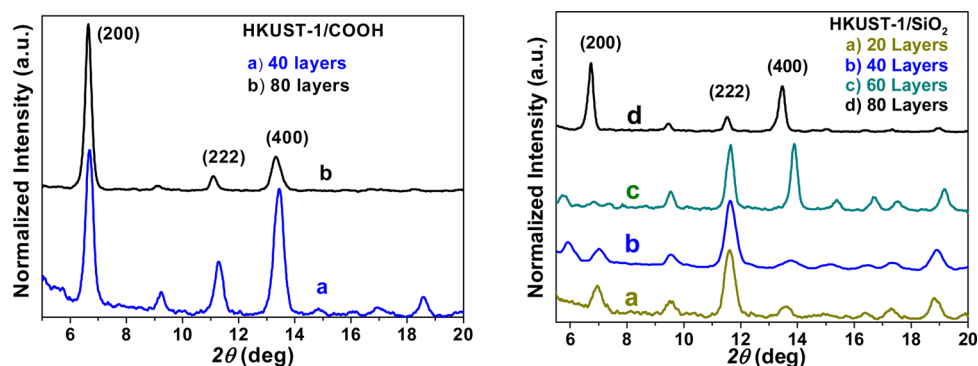 HKUST-1/COOH
a) 40 layers
b) 80 layers
(200)
(222)
(400)
b
a
Normalized Intensity (a.u.)
6 8 10 12 14 16 18 20
2θ (deg)
HKUST-1/SiO₂
a) 20 Layers
b) 40 Layers
c) 60 Layers
d) 80 Layers
(200)
(222)
(400)
d
c
b
a
Normalized Intensity (a.u.)
6 8 10 12 14 16 18 20
2θ (deg)